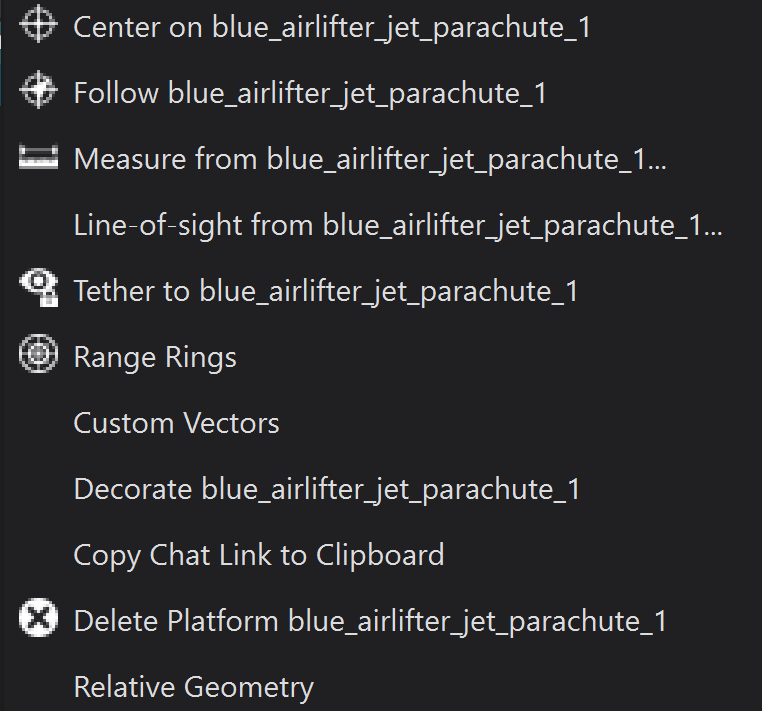 Center on blue_airlifter_jet_parachute_1
Follow blue_airlifter_jet_parachute_1
Measure from blue_airlifter_jet_parachute_1...
Line-of-sight from blue_airlifter_jet_parachute_1...
Tether to blue_airlifter_jet_parachute_1
Range Rings
Custom Vectors
Decorate blue_airlifter_jet_parachute_1
Copy Chat Link to Clipboard
Delete Platform blue_airlifter_jet_parachute_1
Relative Geometry